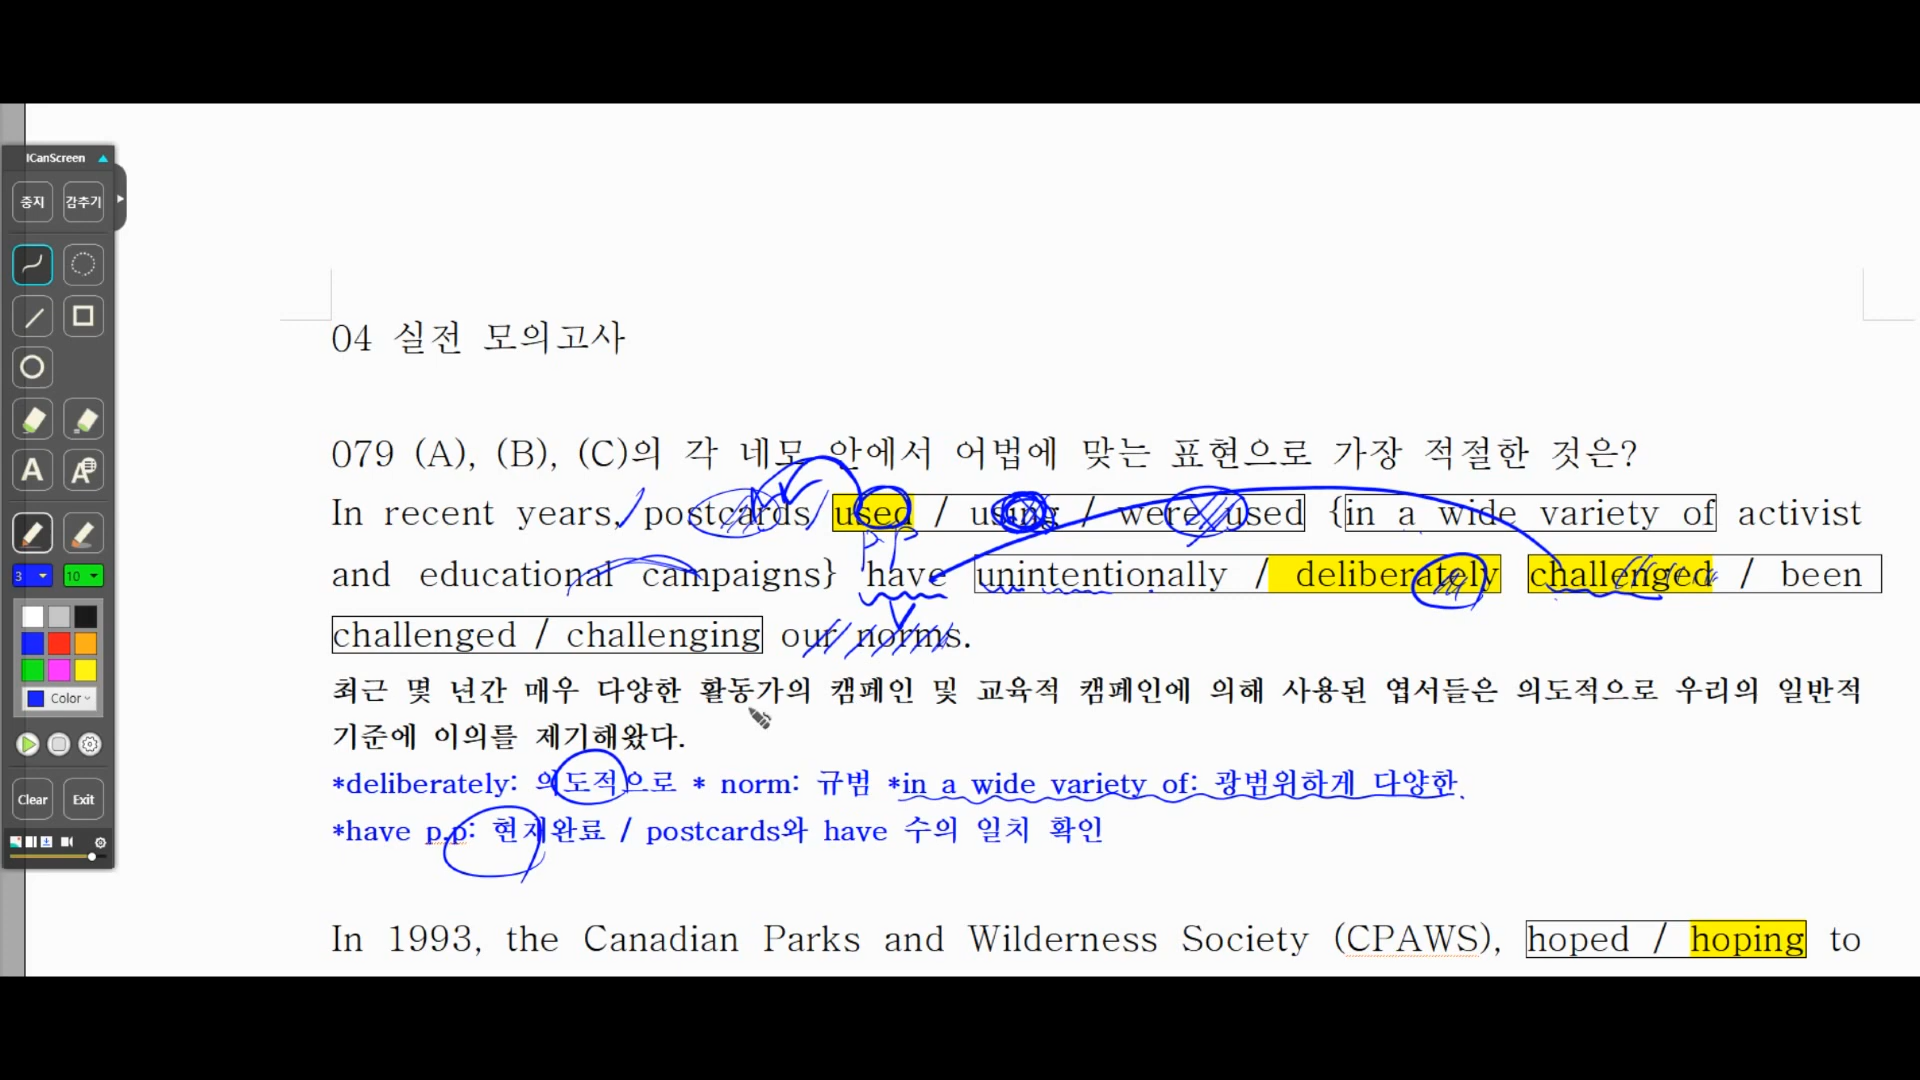 ICanScreen
중지 감추기
A A
3 10
Color
Clear Exit
04 실전 모의고사
079 (A), (B), (C)의 각 네모 안에서 어법에 맞는 표현으로 가장 적절한 것은?
In recent years, postcards used / using / were used {in a wide variety of activist
PP
and educational campaigns} have unintentionally / deliberately challenged / been
challenged / challenging our norms.
최근 몇 년간 매우 다양한 활동가의 캠페인 및 교육적 캠페인에 의해 사용된 엽서들은 의도적으로 우리의 일반적
기준에 이의를 제기해왔다.
*deliberately: 의도적으로 * norm: 규범 *in a wide variety of: 광범위하게 다양한
*have p.p: 현재완료 / postcards와 have 수의 일치 확인
In 1993, the Canadian Parks and Wilderness Society (CPAWS), hoped / hoping to